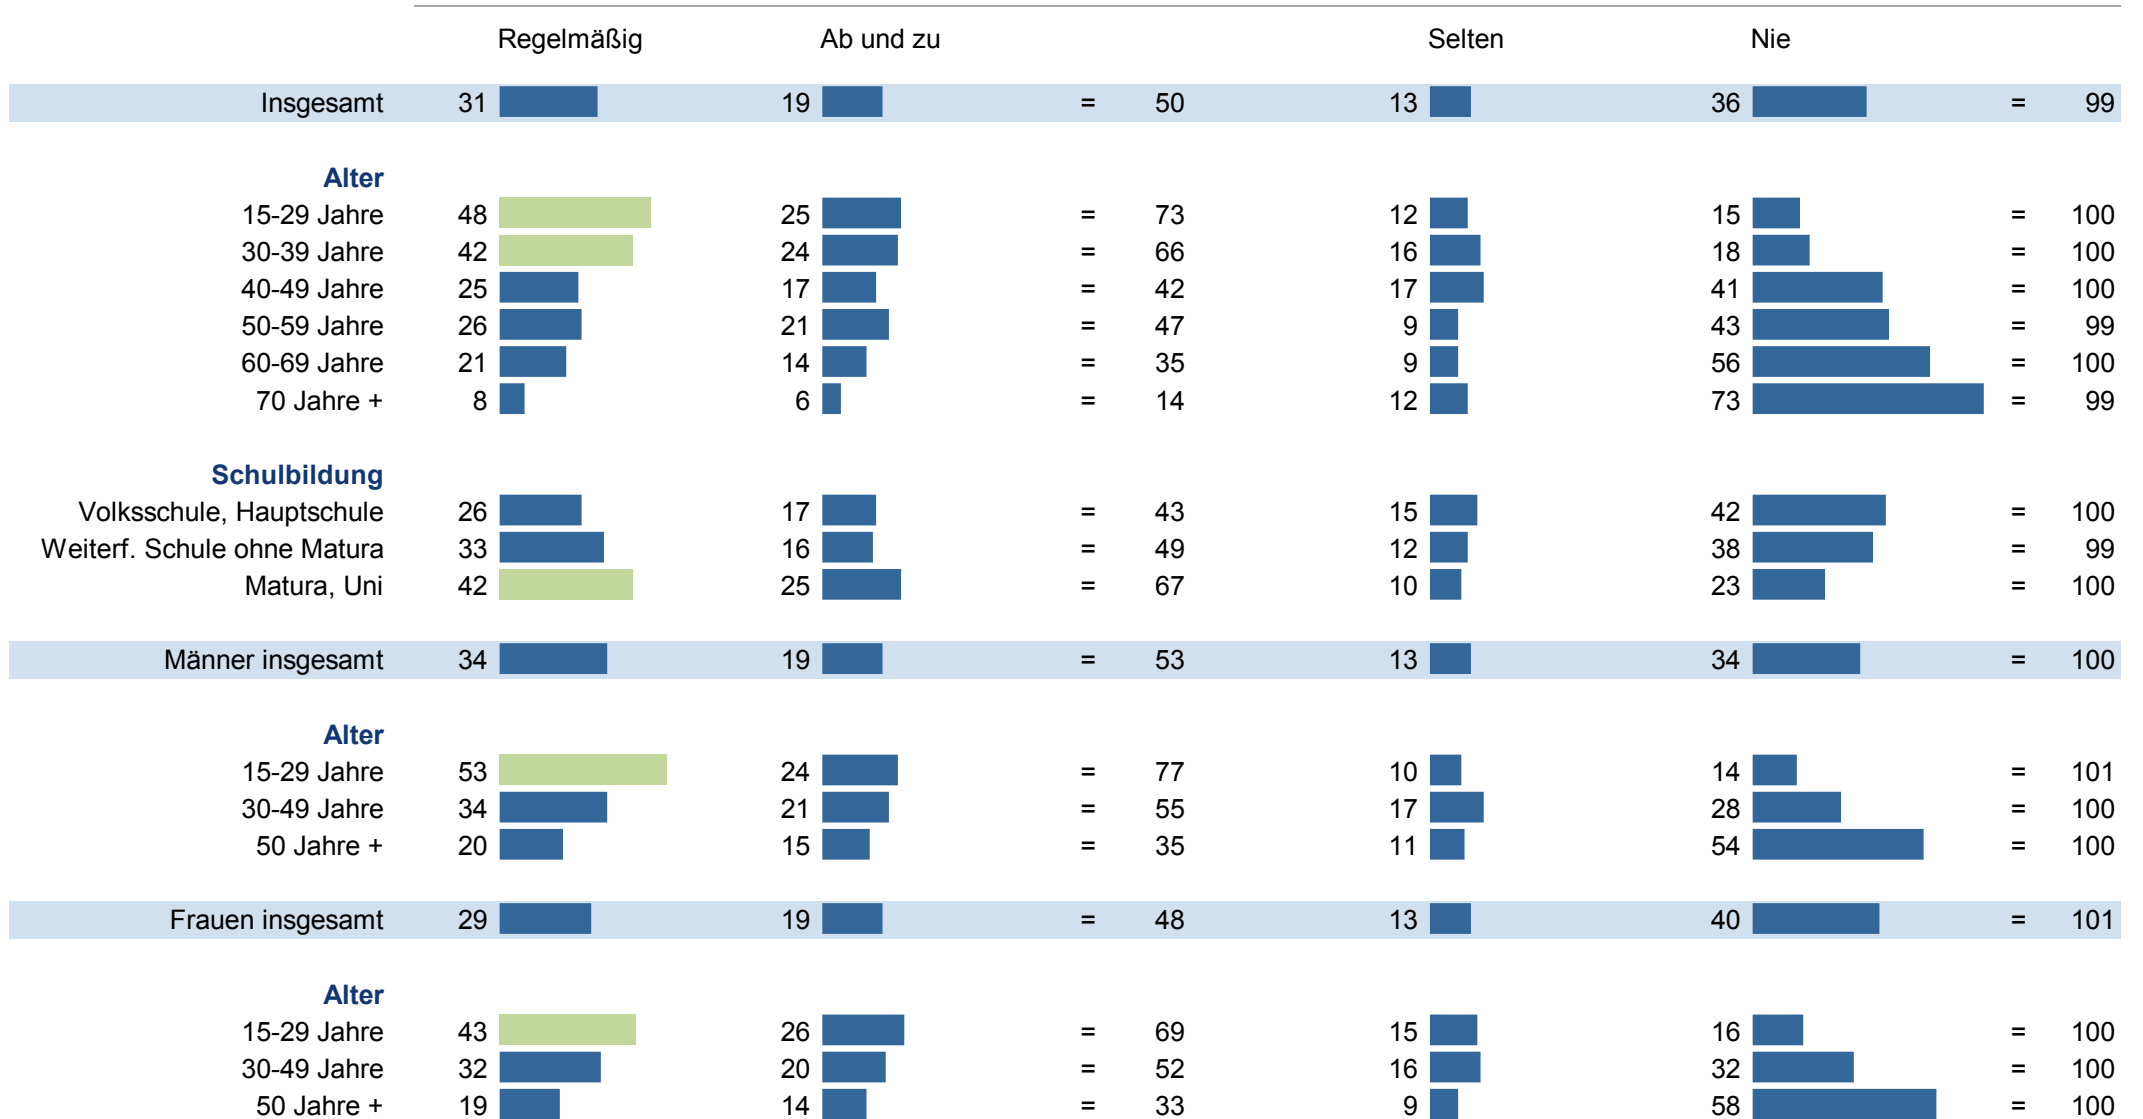 Regelmäßig Ab und zu Selten Nie
Insgesamt 31 19 = 50 13 36 = 99
Alter
15-29 Jahre 48 25 = 73 12 15 = 100
30-39 Jahre 42 24 = 66 16 18 = 100
40-49 Jahre 25 17 = 42 17 41 = 100
50-59 Jahre 26 21 = 47 9 43 = 99
60-69 Jahre 21 14 = 35 9 56 = 100
70 Jahre + 8 6 = 14 12 73 = 99
Schulbildung
Volksschule, Hauptschule 26 17 = 43 15 42 = 100
Weiterf. Schule ohne Matura 33 16 = 49 12 38 = 99
Matura, Uni 42 25 = 67 10 23 = 100
Männer insgesamt 34 19 = 53 13 34 = 100
Alter
15-29 Jahre 53 24 = 77 10 14 = 101
30-49 Jahre 34 21 = 55 17 28 = 100
50 Jahre + 20 15 = 35 11 54 = 100
Frauen insgesamt 29 19 = 48 13 40 = 101
Alter
15-29 Jahre 43 26 = 69 15 16 = 100
30-49 Jahre 32 20 = 52 16 32 = 100
50 Jahre + 19 14 = 33 9 58 = 100